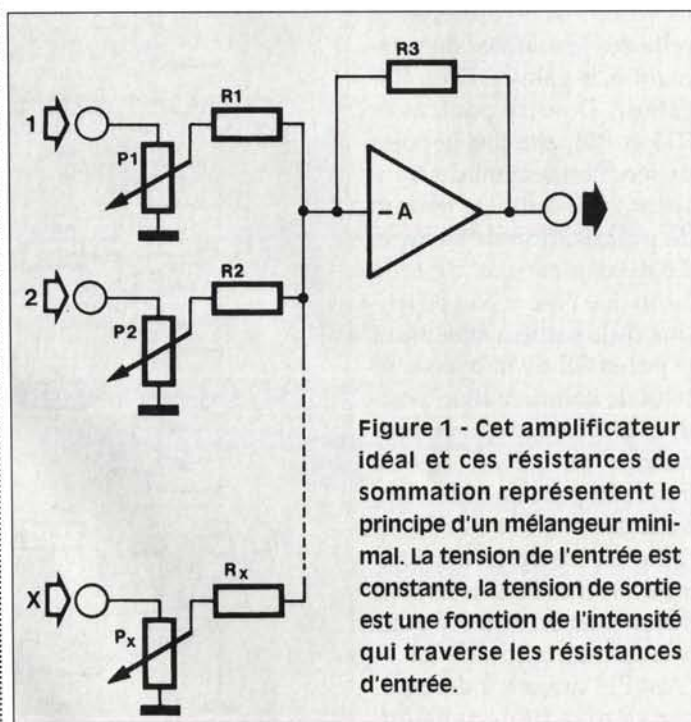 R3
R1
1
P1
-A
R2
2
P2
Figure 1 - Cet amplificateur
idéal et ces résistances de
sommation représentent le
principe d'un mélangeur mini-
mal. La tension de l'entrée est
constante, la tension de sortie
est une fonction de l'intensité
qui traverse les résistances
d'entrée.
Rx
X
Px